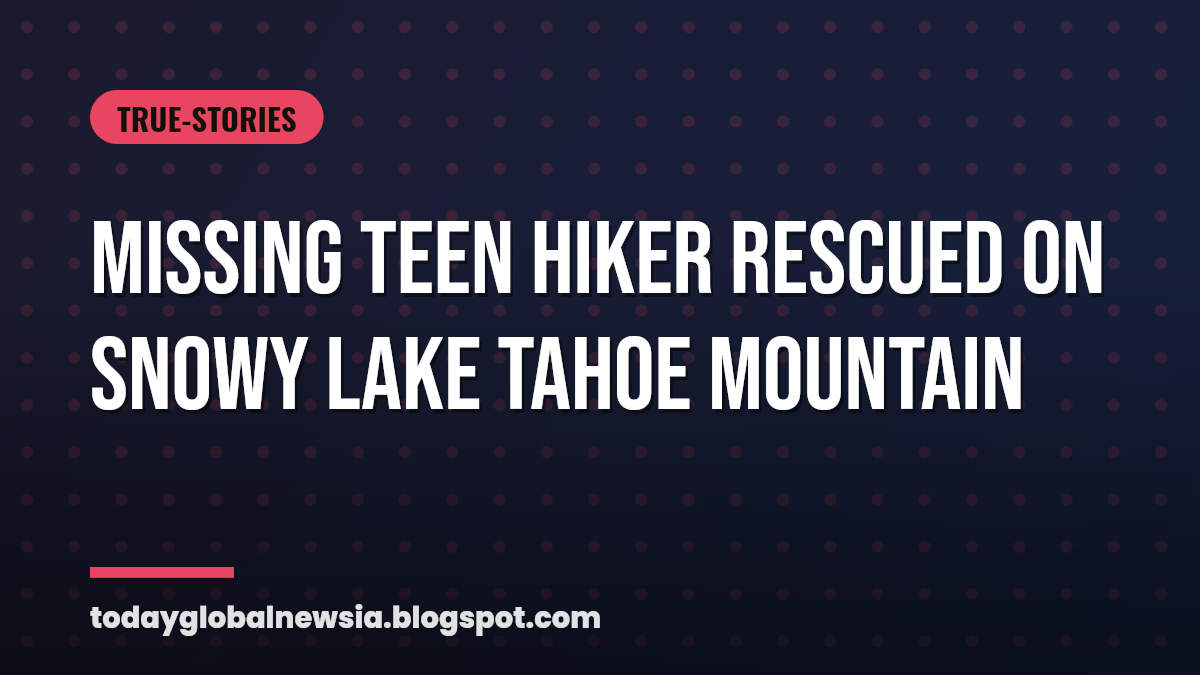 TRUE-STORIES
MISSING TEEN HIKER RESCUED ON
SNOWY LAKE TAHOE MOUNTAIN
todayglobalnewsia.blogspot.com